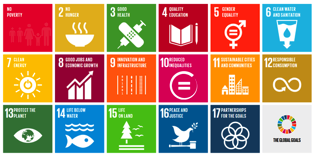 1 NO
POVERTY
2 NO
HUNGER
3 GOOD
HEALTH
4 QUALITY
EDUCATION
5 GENDER
EQUALITY
6 CLEAN WATER
AND SANITATION
7 CLEAN
ENERGY
8 GOOD JOBS AND
ECONOMIC GROWTH
9 INNOVATION AND
INFRASTRUCTURE
10 REDUCED
INEQUALITIES
11 SUSTAINABLE CITIES
AND COMMUNITIES
12 RESPONSIBLE
CONSUMPTION
13 PROTECT THE
PLANET
14 LIFE BELOW
WATER
15 LIFE
ON LAND
16 PEACE AND
JUSTICE
17 PARTNERSHIPS
FOR THE GOALS
THE GLOBAL GOALS